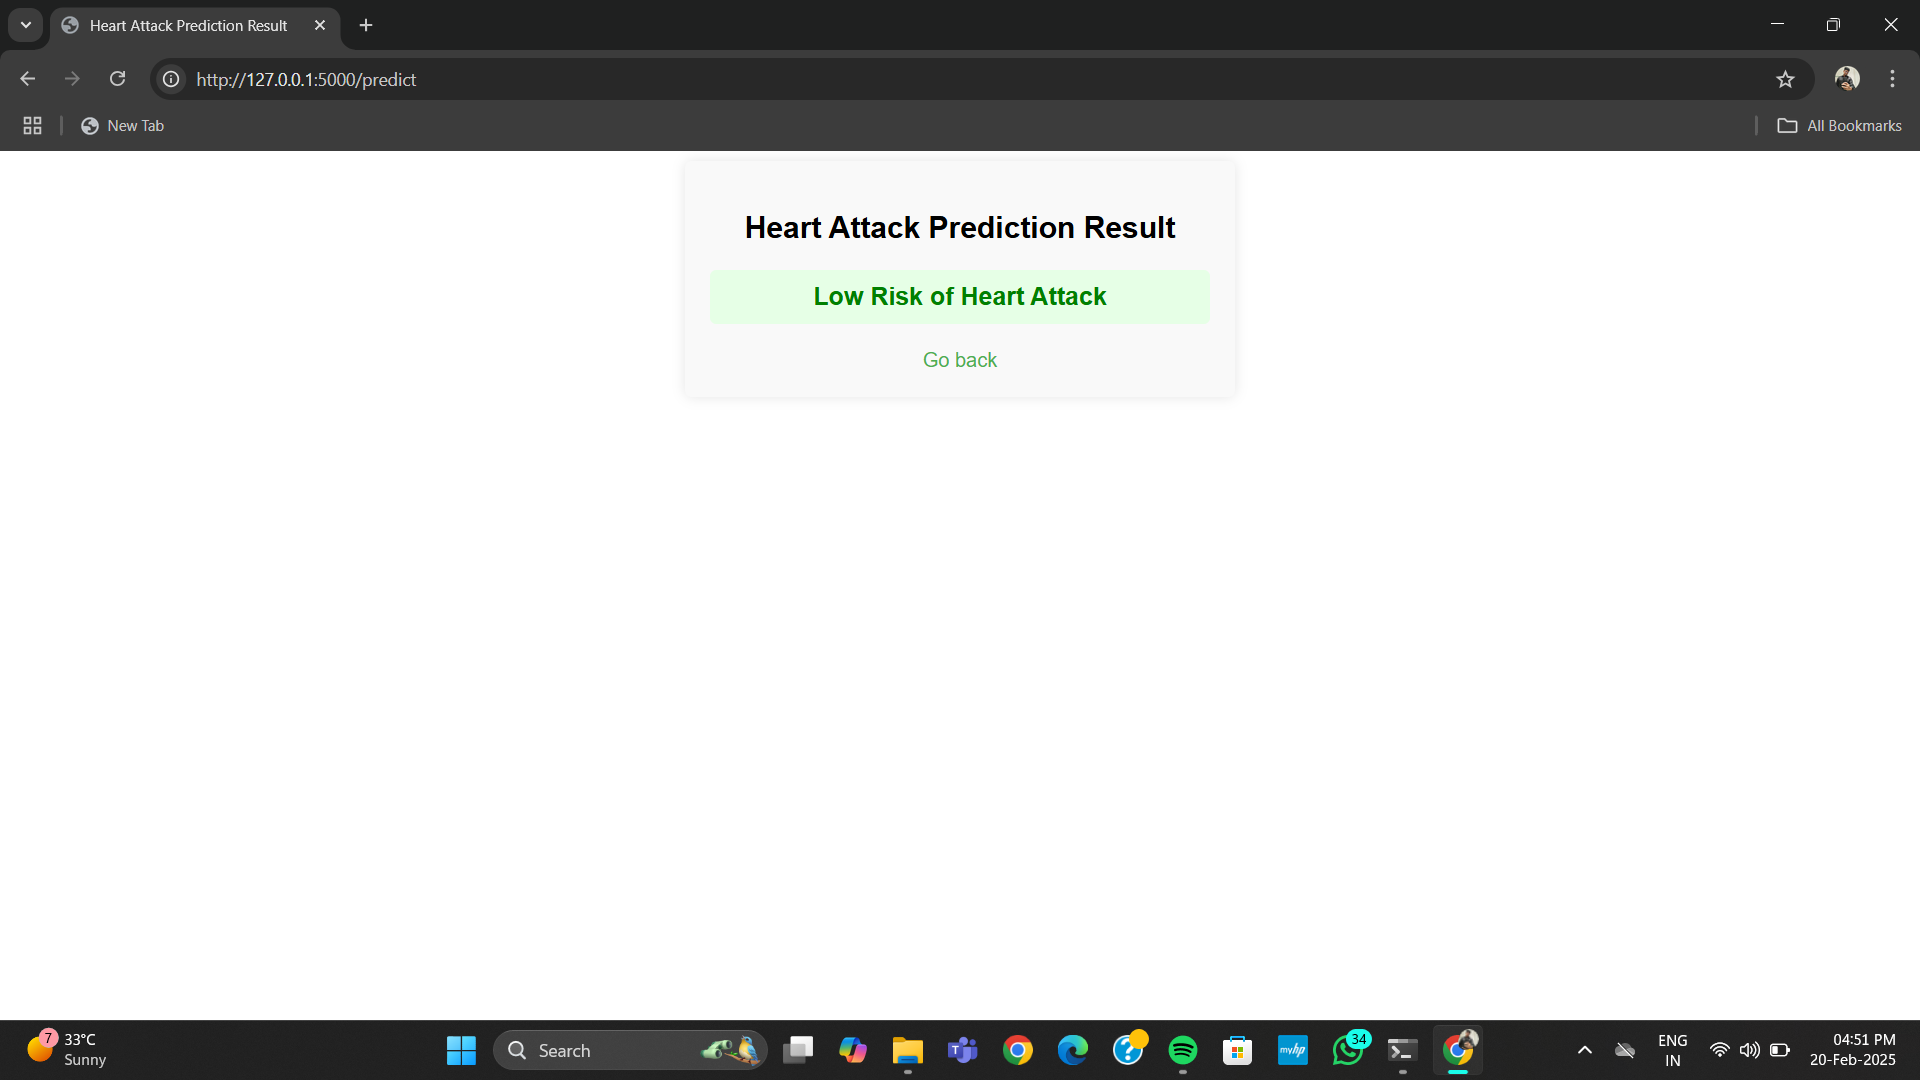 Heart Attack Prediction Result
http://127.0.0.1:5000/predict
New Tab
All Bookmarks
Heart Attack Prediction Result
Low Risk of Heart Attack
Go back
7
33°C
Sunny
Search
T
?
myhp
34
ENG
IN
04:51 PM
20-Feb-2025